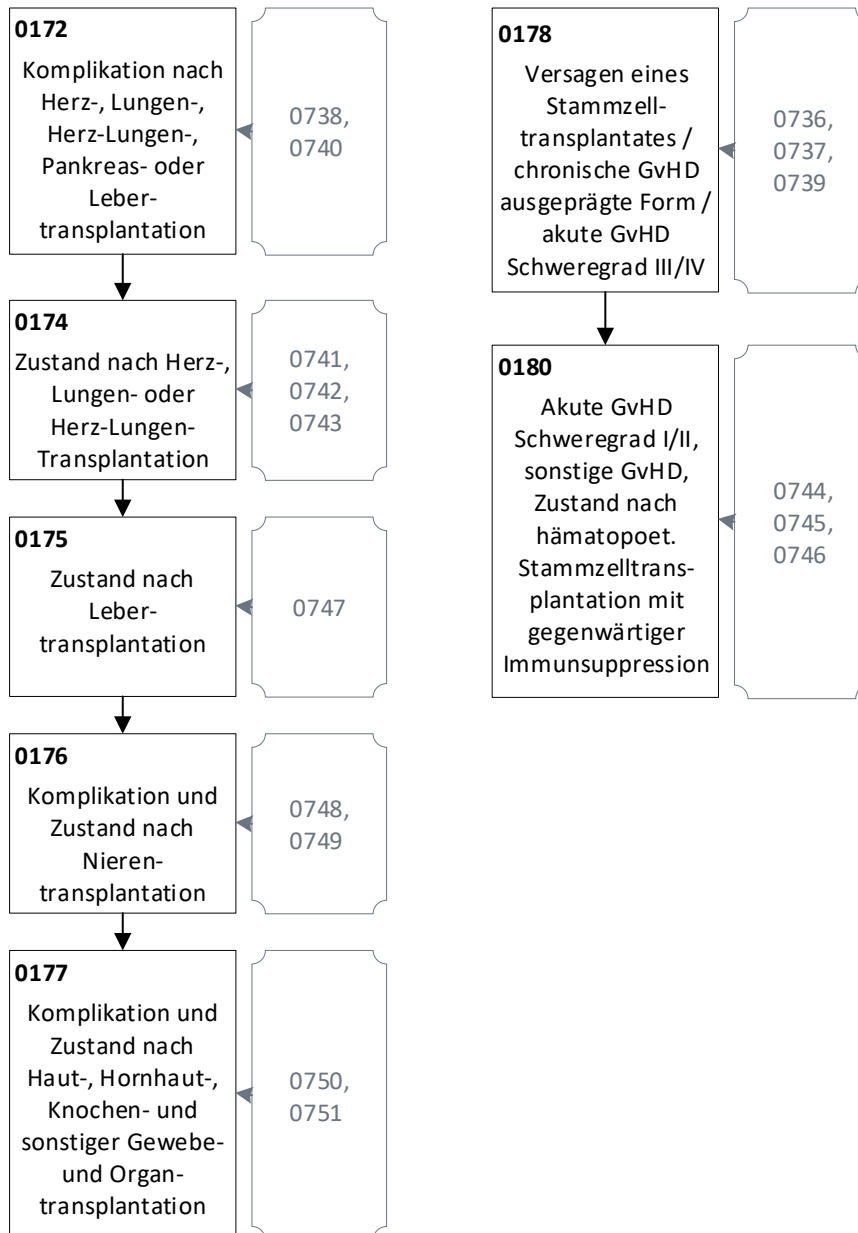 0172
Komplikation nach
Herz-, Lungen-,
Herz-Lungen-,
Pankreas- oder
Leber-
transplantation
0738,
0740
0174
Zustand nach Herz-,
Lungen- oder
Herz-Lungen-
Transplantation
0741,
0742,
0743
0175
Zustand nach
Leber-
transplantation
0747
0176
Komplikation und
Zustand nach
Nieren-
transplantation
0748,
0749
0177
Komplikation und
Zustand nach
Haut-, Hornhaut-,
Knochen- und
sonstiger Gewebe-
und Organ-
transplantation
0750,
0751
0178
Versagen eines
Stammzell-
transplantates /
chronische GvHD
ausgeprägte Form /
akute GvHD
Schweregrad III/IV
0736,
0737,
0739
0180
Akute GvHD
Schweregrad I/II,
sonstige GvHD,
Zustand nach
hämatopoet.
Stammzelltrans-
plantation mit
gegenwärtiger
Immunsuppression
0744,
0745,
0746